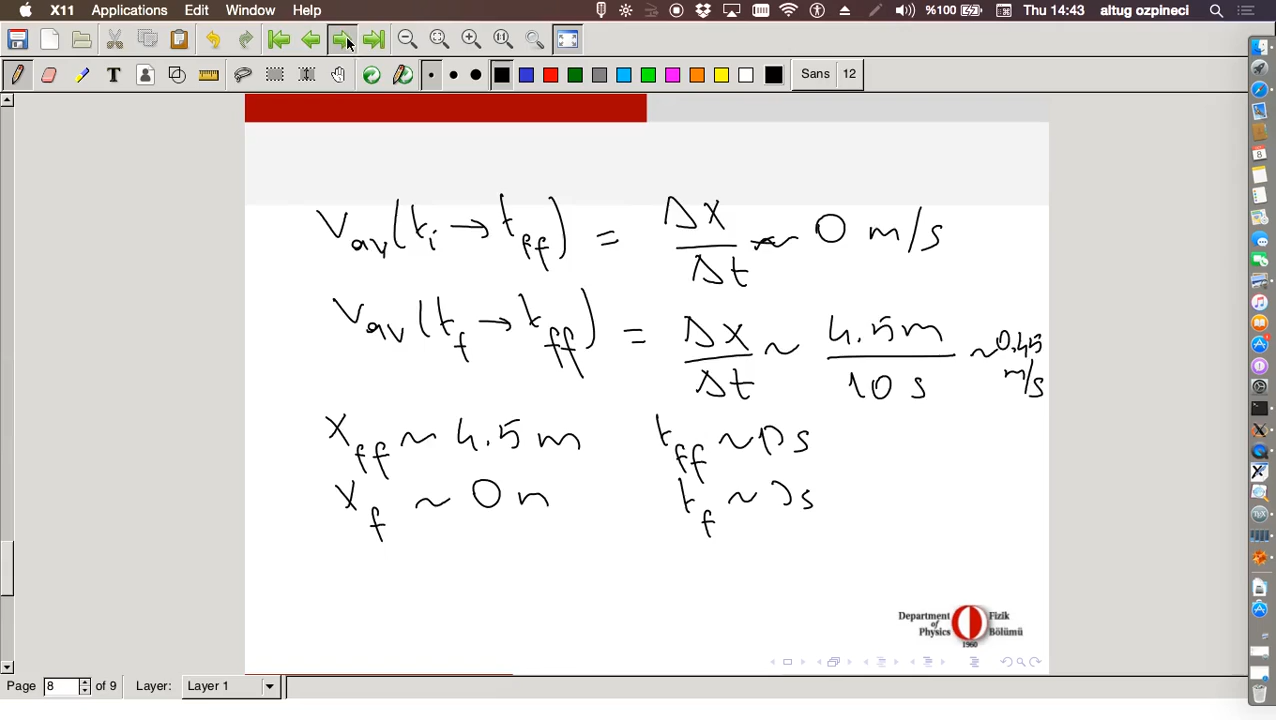 X11 Applications Edit Window Help %100 Thu 14:43 altug ozpineci
Sans 12
Vav(ti → tff) = Δx/Δt ~ 0 m/s
Vav(tf → tff) = Δx/Δt ~ 4.5m/10 s ~ 0.45 m/s
xff ~ 4.5 m tff ~ s
xf ~ 0 m tf ~ s
Department of Physics Fizik Bölümü
1960
Page 8 of 9 Layer: Layer 1